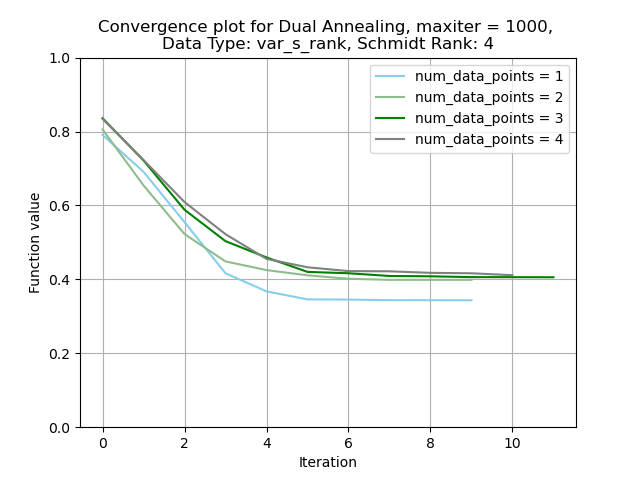 Convergence plot for Dual Annealing, maxiter = 1000,
Data Type: var_s_rank, Schmidt Rank: 4
num_data_points = 1
num_data_points = 2
num_data_points = 3
num_data_points = 4
Function value
1.0
0.8
0.6
0.4
0.2
0.0
0 2 4 6 8 10
Iteration